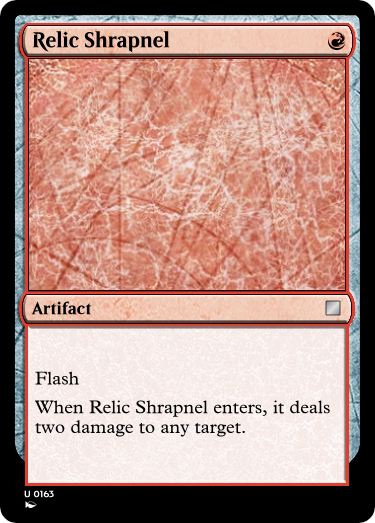 Relic Shrapnel
Artifact
Flash
When Relic Shrapnel enters, it deals
two damage to any target.
U 0163